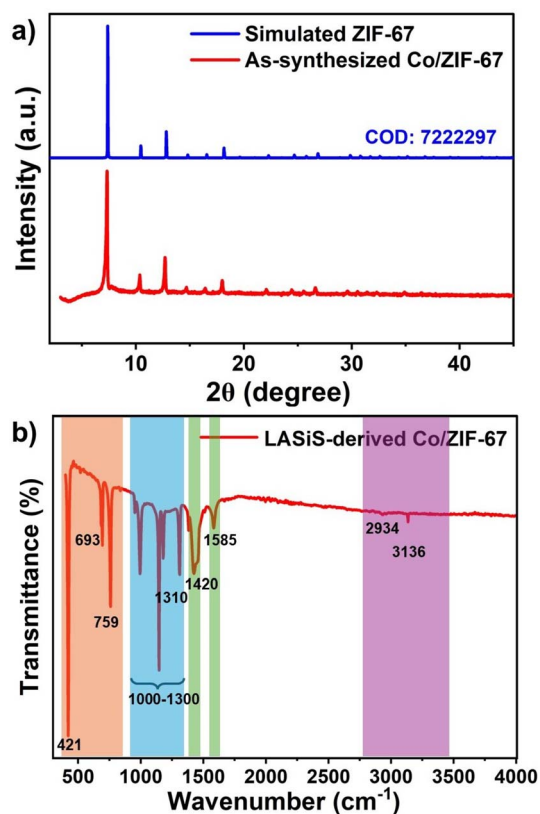 a)
Simulated ZIF-67
As-synthesized Co/ZIF-67
COD: 7222297
Intensity (a.u.)
10 20 30 40
2θ (degree)
b)
LASiS-derived Co/ZIF-67
Transmittance (%)
693
759
421
1310
1000-1300
1420
1585
2934
3136
500 1000 1500 2000 2500 3000 3500 4000
Wavenumber (cm⁻¹)